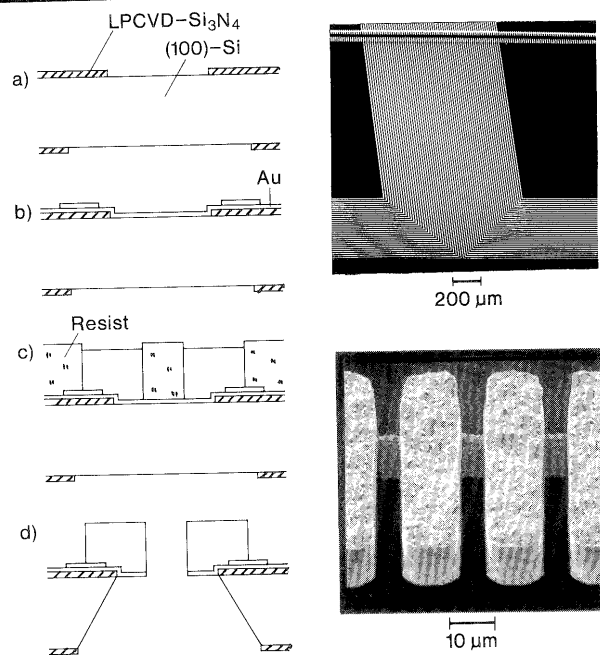 LPCVD–Si₃N₄
(100)–Si
a)
Au
b)
Resist
c)
d)
200 µm
10 µm